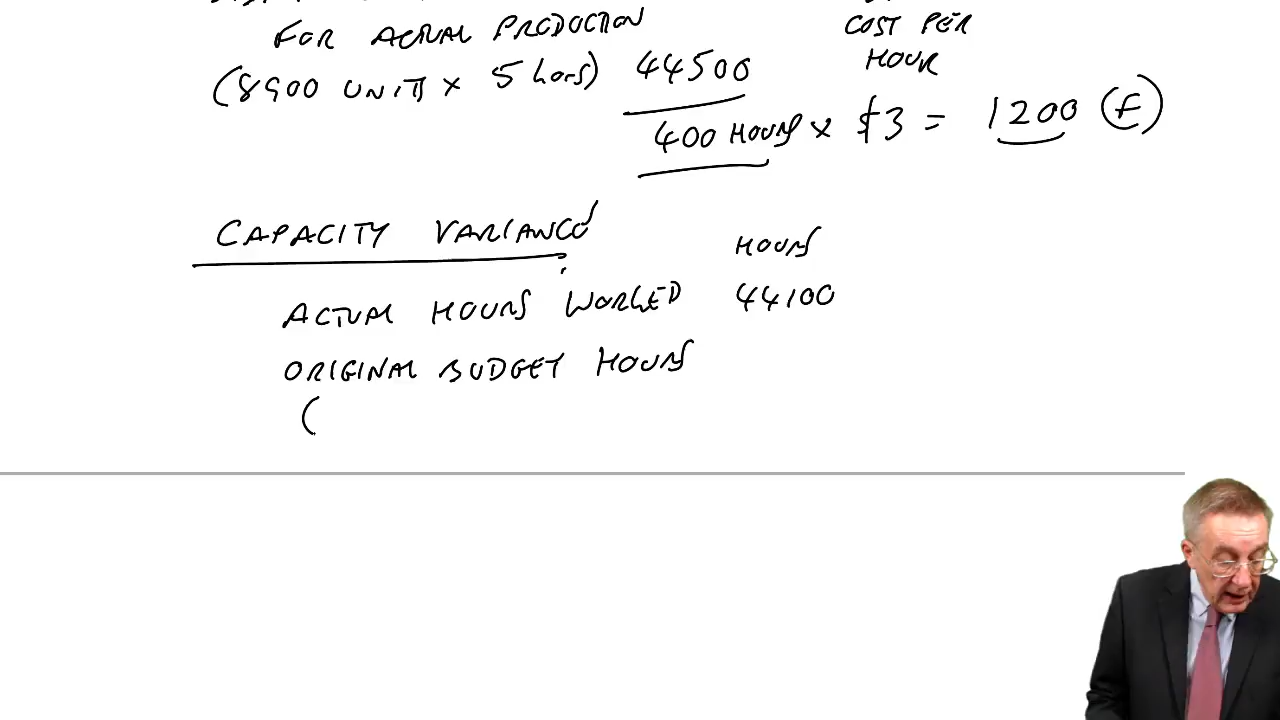 FOR ACTUAL PRODUCTION
COST PER
HOUR
(8900 UNITS x 5 hors) 44500
400 HOURS x $3 = 1200 (f)
CAPACITY VARIANCE
HOURS
ACTUAL HOURS WORKED 44100
ORIGINAL BUDGET HOURS
(